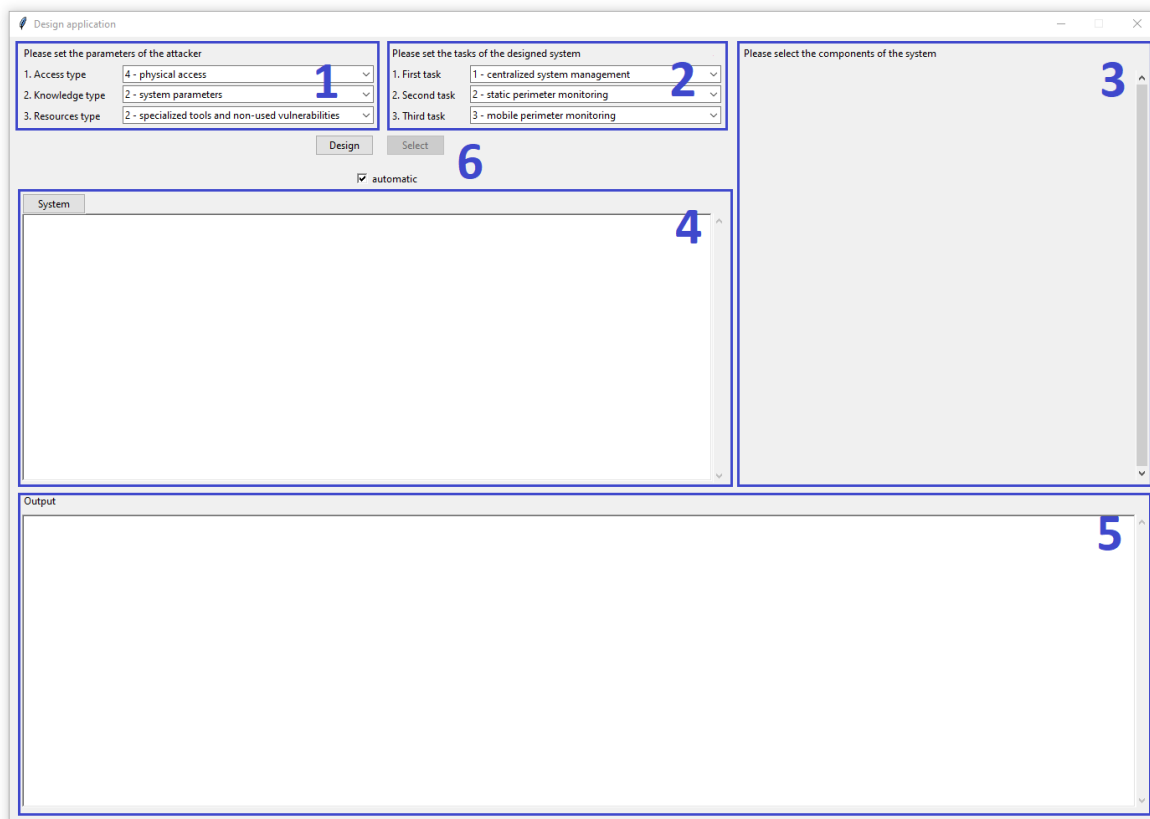 Design application
Please set the parameters of the attacker
1. Access type 4 - physical access
2. Knowledge type 2 - system parameters
3. Resources type 2 - specialized tools and non-used vulnerabilities
1
Please set the tasks of the designed system
1. First task 1 - centralized system management
2. Second task 2 - static perimeter monitoring
3. Third task 3 - mobile perimeter monitoring
2
Please select the components of the system
3
Design Select
6
automatic
System
4
Output
5